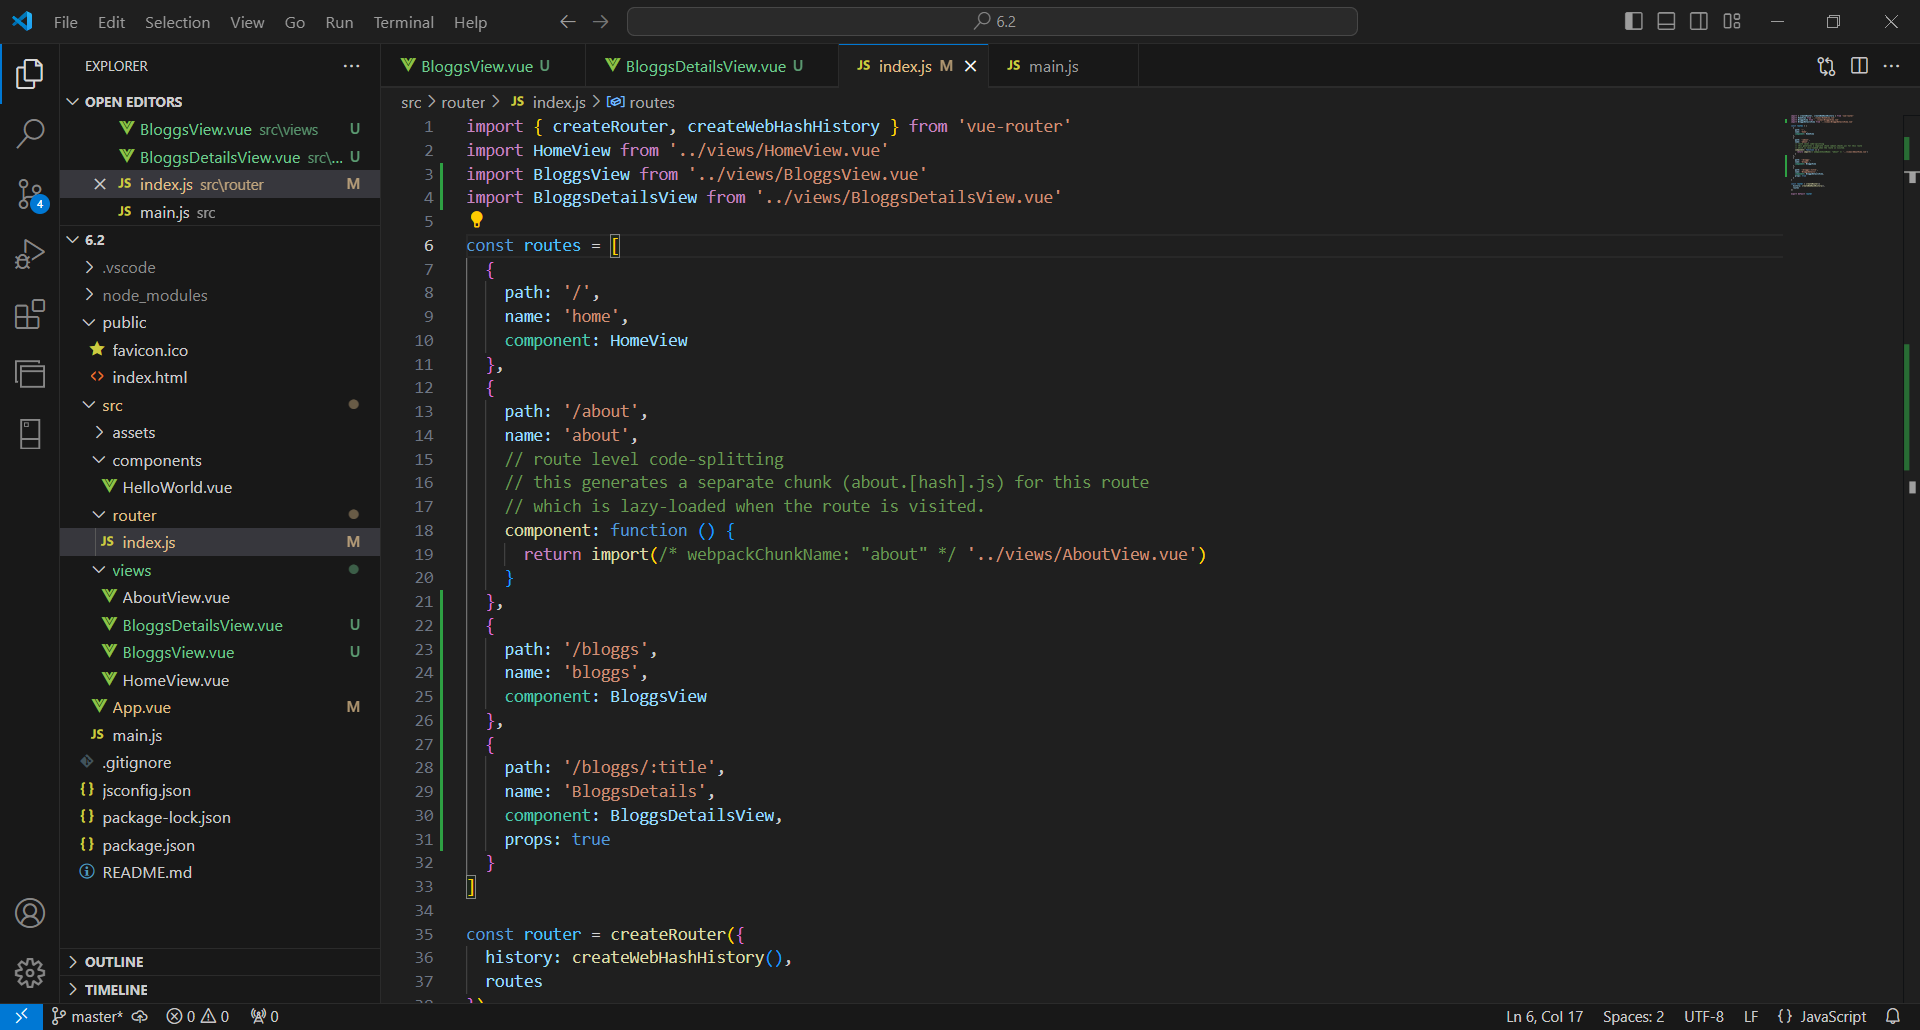 File Edit Selection View Go Run Terminal Help
6.2
EXPLORER
OPEN EDITORS
BloggsView.vue src\views U
BloggsDetailsView.vue src\... U
JS index.js src\router M
JS main.js src
6.2
.vscode
node_modules
public
favicon.ico
index.html
src
assets
components
HelloWorld.vue
router
JS index.js M
views
AboutView.vue
BloggsDetailsView.vue U
BloggsView.vue U
HomeView.vue
App.vue M
JS main.js
.gitignore
{} jsconfig.json
{} package-lock.json
{} package.json
README.md
OUTLINE
TIMELINE
4
BloggsView.vue U
BloggsDetailsView.vue U
JS index.js M
JS main.js
src > router > JS index.js > routes
1 import { createRouter, createWebHashHistory } from 'vue-router'
2 import HomeView from '../views/HomeView.vue'
3 import BloggsView from '../views/BloggsView.vue'
4 import BloggsDetailsView from '../views/BloggsDetailsView.vue'
5
6 const routes = [
7 {
8 path: '/',
9 name: 'home',
10 component: HomeView
11 },
12 {
13 path: '/about',
14 name: 'about',
15 // route level code-splitting
16 // this generates a separate chunk (about.[hash].js) for this route
17 // which is lazy-loaded when the route is visited.
18 component: function () {
19 return import(/* webpackChunkName: "about" */ '../views/AboutView.vue')
20 }
21 },
22 {
23 path: '/bloggs',
24 name: 'bloggs',
25 component: BloggsView
26 },
27 {
28 path: '/bloggs/:title',
29 name: 'BloggsDetails',
30 component: BloggsDetailsView,
31 props: true
32 }
33 ]
34
35 const router = createRouter({
36 history: createWebHashHistory(),
37 routes
38 })
master* 0 0 0
Ln 6, Col 17 Spaces: 2 UTF-8 LF {} JavaScript